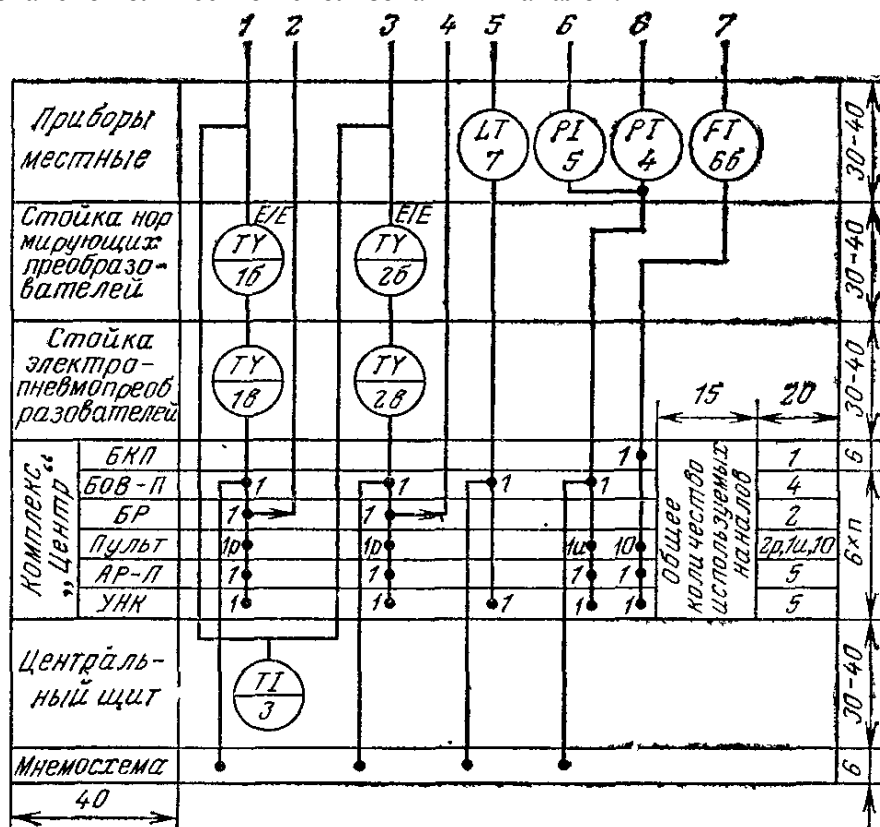 1 2 3 4 5 6 6 7
Приборы
местные
LT
7
PI
5
PI
4
FT
6б
30-40
Стойка нор
мирующих
преобразо-
вателей
E/E
TY
1б
E/E
TY
2б
30-40
Стойка
электро-
пневмопреоб
разователей
TY
1в
TY
2в
15
20
30-40
Комплекс
„Центр“
БКП
1
1
6
БОВ-П
1
1
1
1
4
БР
1
1
2
Пульт
1р
1р
1и
10
2р,1и,10
АР-П
1
1
1
1
5
УНК
1
1
1
1
1
5
Общее
количество
используемых
каналов
6×п
Централь-
ный щит
TI
3
30-40
Мнемосхема
6
40